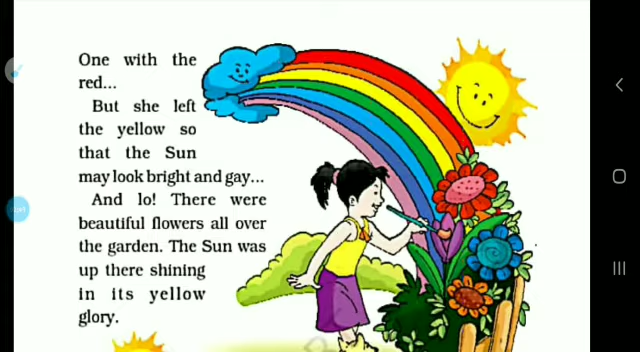 One with the
red...
But she left
the yellow so
that the Sun
may look bright and gay...
And lo! There were
beautiful flowers all over
the garden. The Sun was
up there shining
in its yellow
glory.